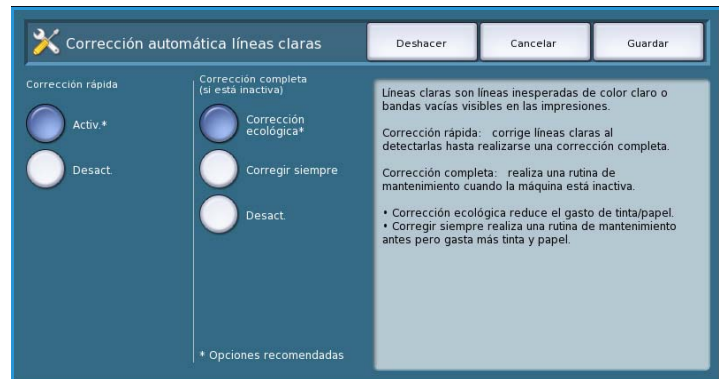 Corrección automática líneas claras
Deshacer
Cancelar
Guardar
Corrección rápida
Activ.*
Desact.
Corrección completa
(si está inactiva)
Corrección
ecológica*
Corregir siempre
Desact.
* Opciones recomendadas
Líneas claras son líneas inesperadas de color claro o
bandas vacías visibles en las impresiones.
Corrección rápida: corrige líneas claras al
detectarlas hasta realizarse una corrección completa.
Corrección completa: realiza una rutina de
mantenimiento cuando la máquina está inactiva.
• Corrección ecológica reduce el gasto de tinta/papel.
• Corregir siempre realiza una rutina de mantenimiento
antes pero gasta más tinta y papel.